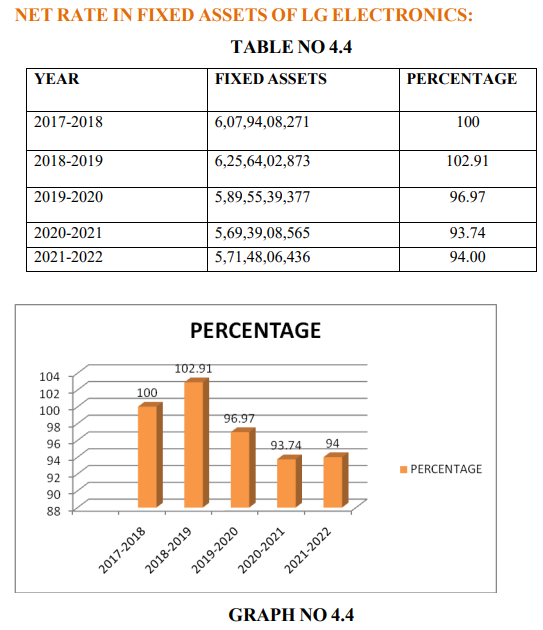 NET RATE IN FIXED ASSETS OF LG ELECTRONICS:
TABLE NO 4.4
YEAR FIXED ASSETS PERCENTAGE
2017-2018 6,07,94,08,271 100
2018-2019 6,25,64,02,873 102.91
2019-2020 5,89,55,39,377 96.97
2020-2021 5,69,39,08,565 93.74
2021-2022 5,71,48,06,436 94.00
PERCENTAGE
104
102
100
98
96
94
92
90
88
100
102.91
96.97
93.74
94
2017-2018
2018-2019
2019-2020
2020-2021
2021-2022
PERCENTAGE
GRAPH NO 4.4